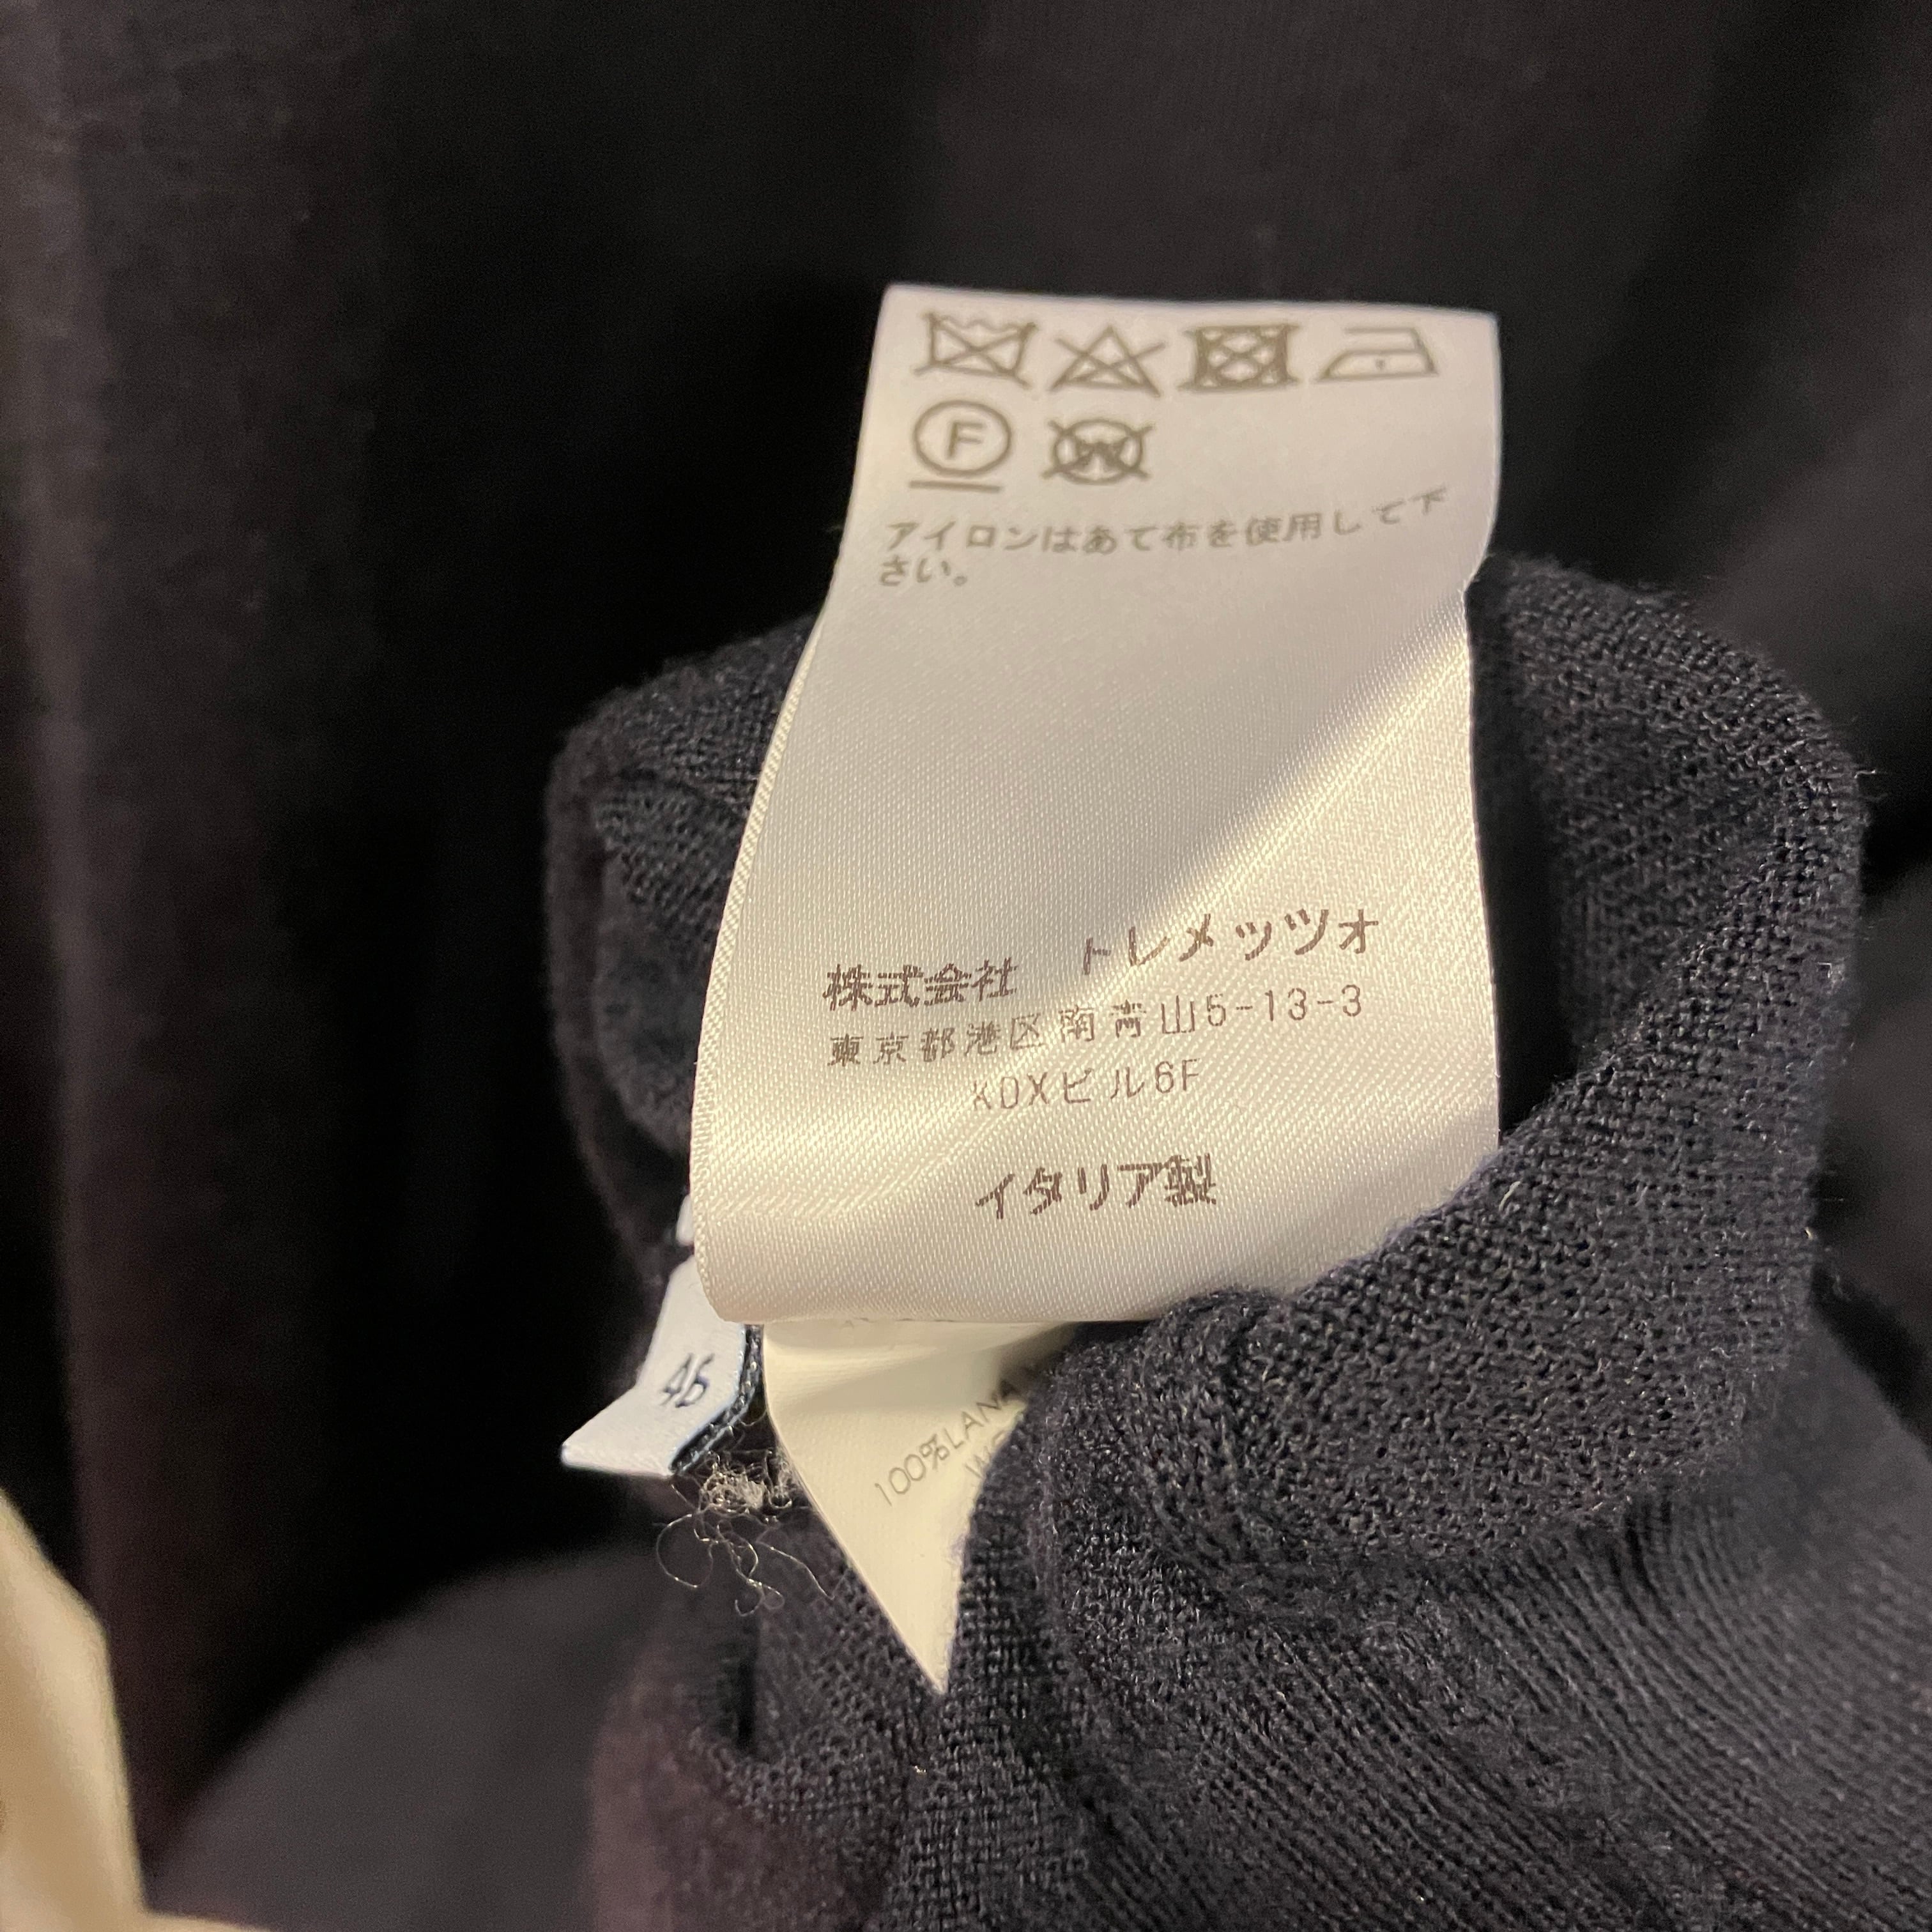 F W
アイロンはあて布を使用して下
さい。
株式会社 トレメッツォ
東京都港区南青山5-13-3
KDXビル6F
イタリア製
46
100%LANA